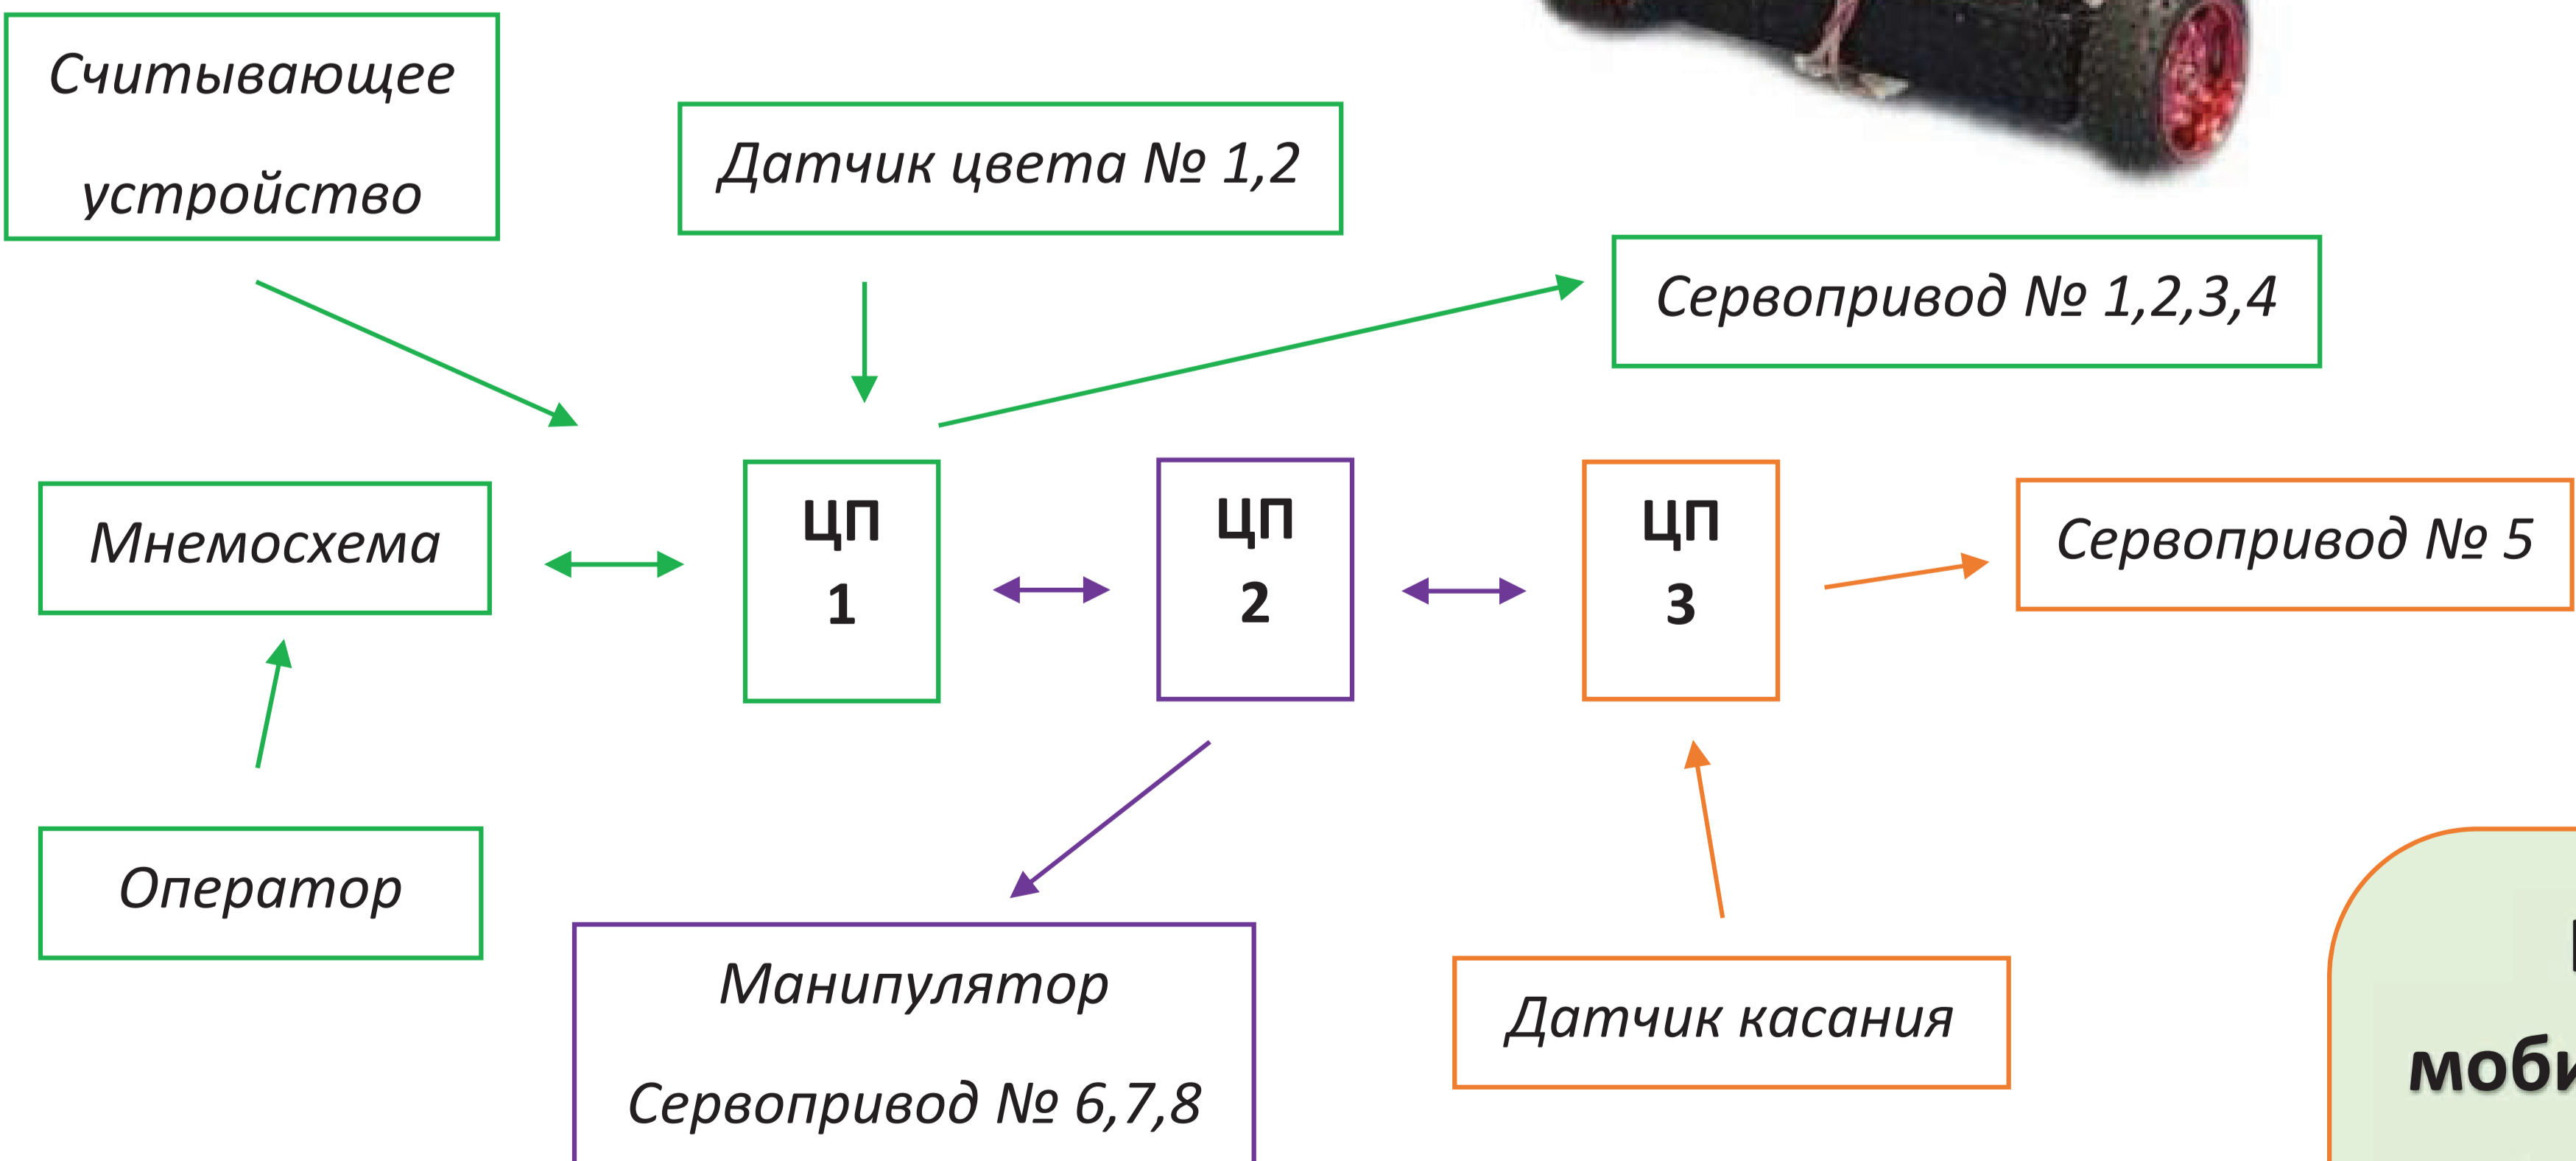 Считывающее
устройство
Датчик цвета № 1,2
Сервопривод № 1,2,3,4
Мнемосхема
ЦП
1
ЦП
2
ЦП
3
Сервопривод № 5
Оператор
Манипулятор
Сервопривод № 6,7,8
Датчик касания